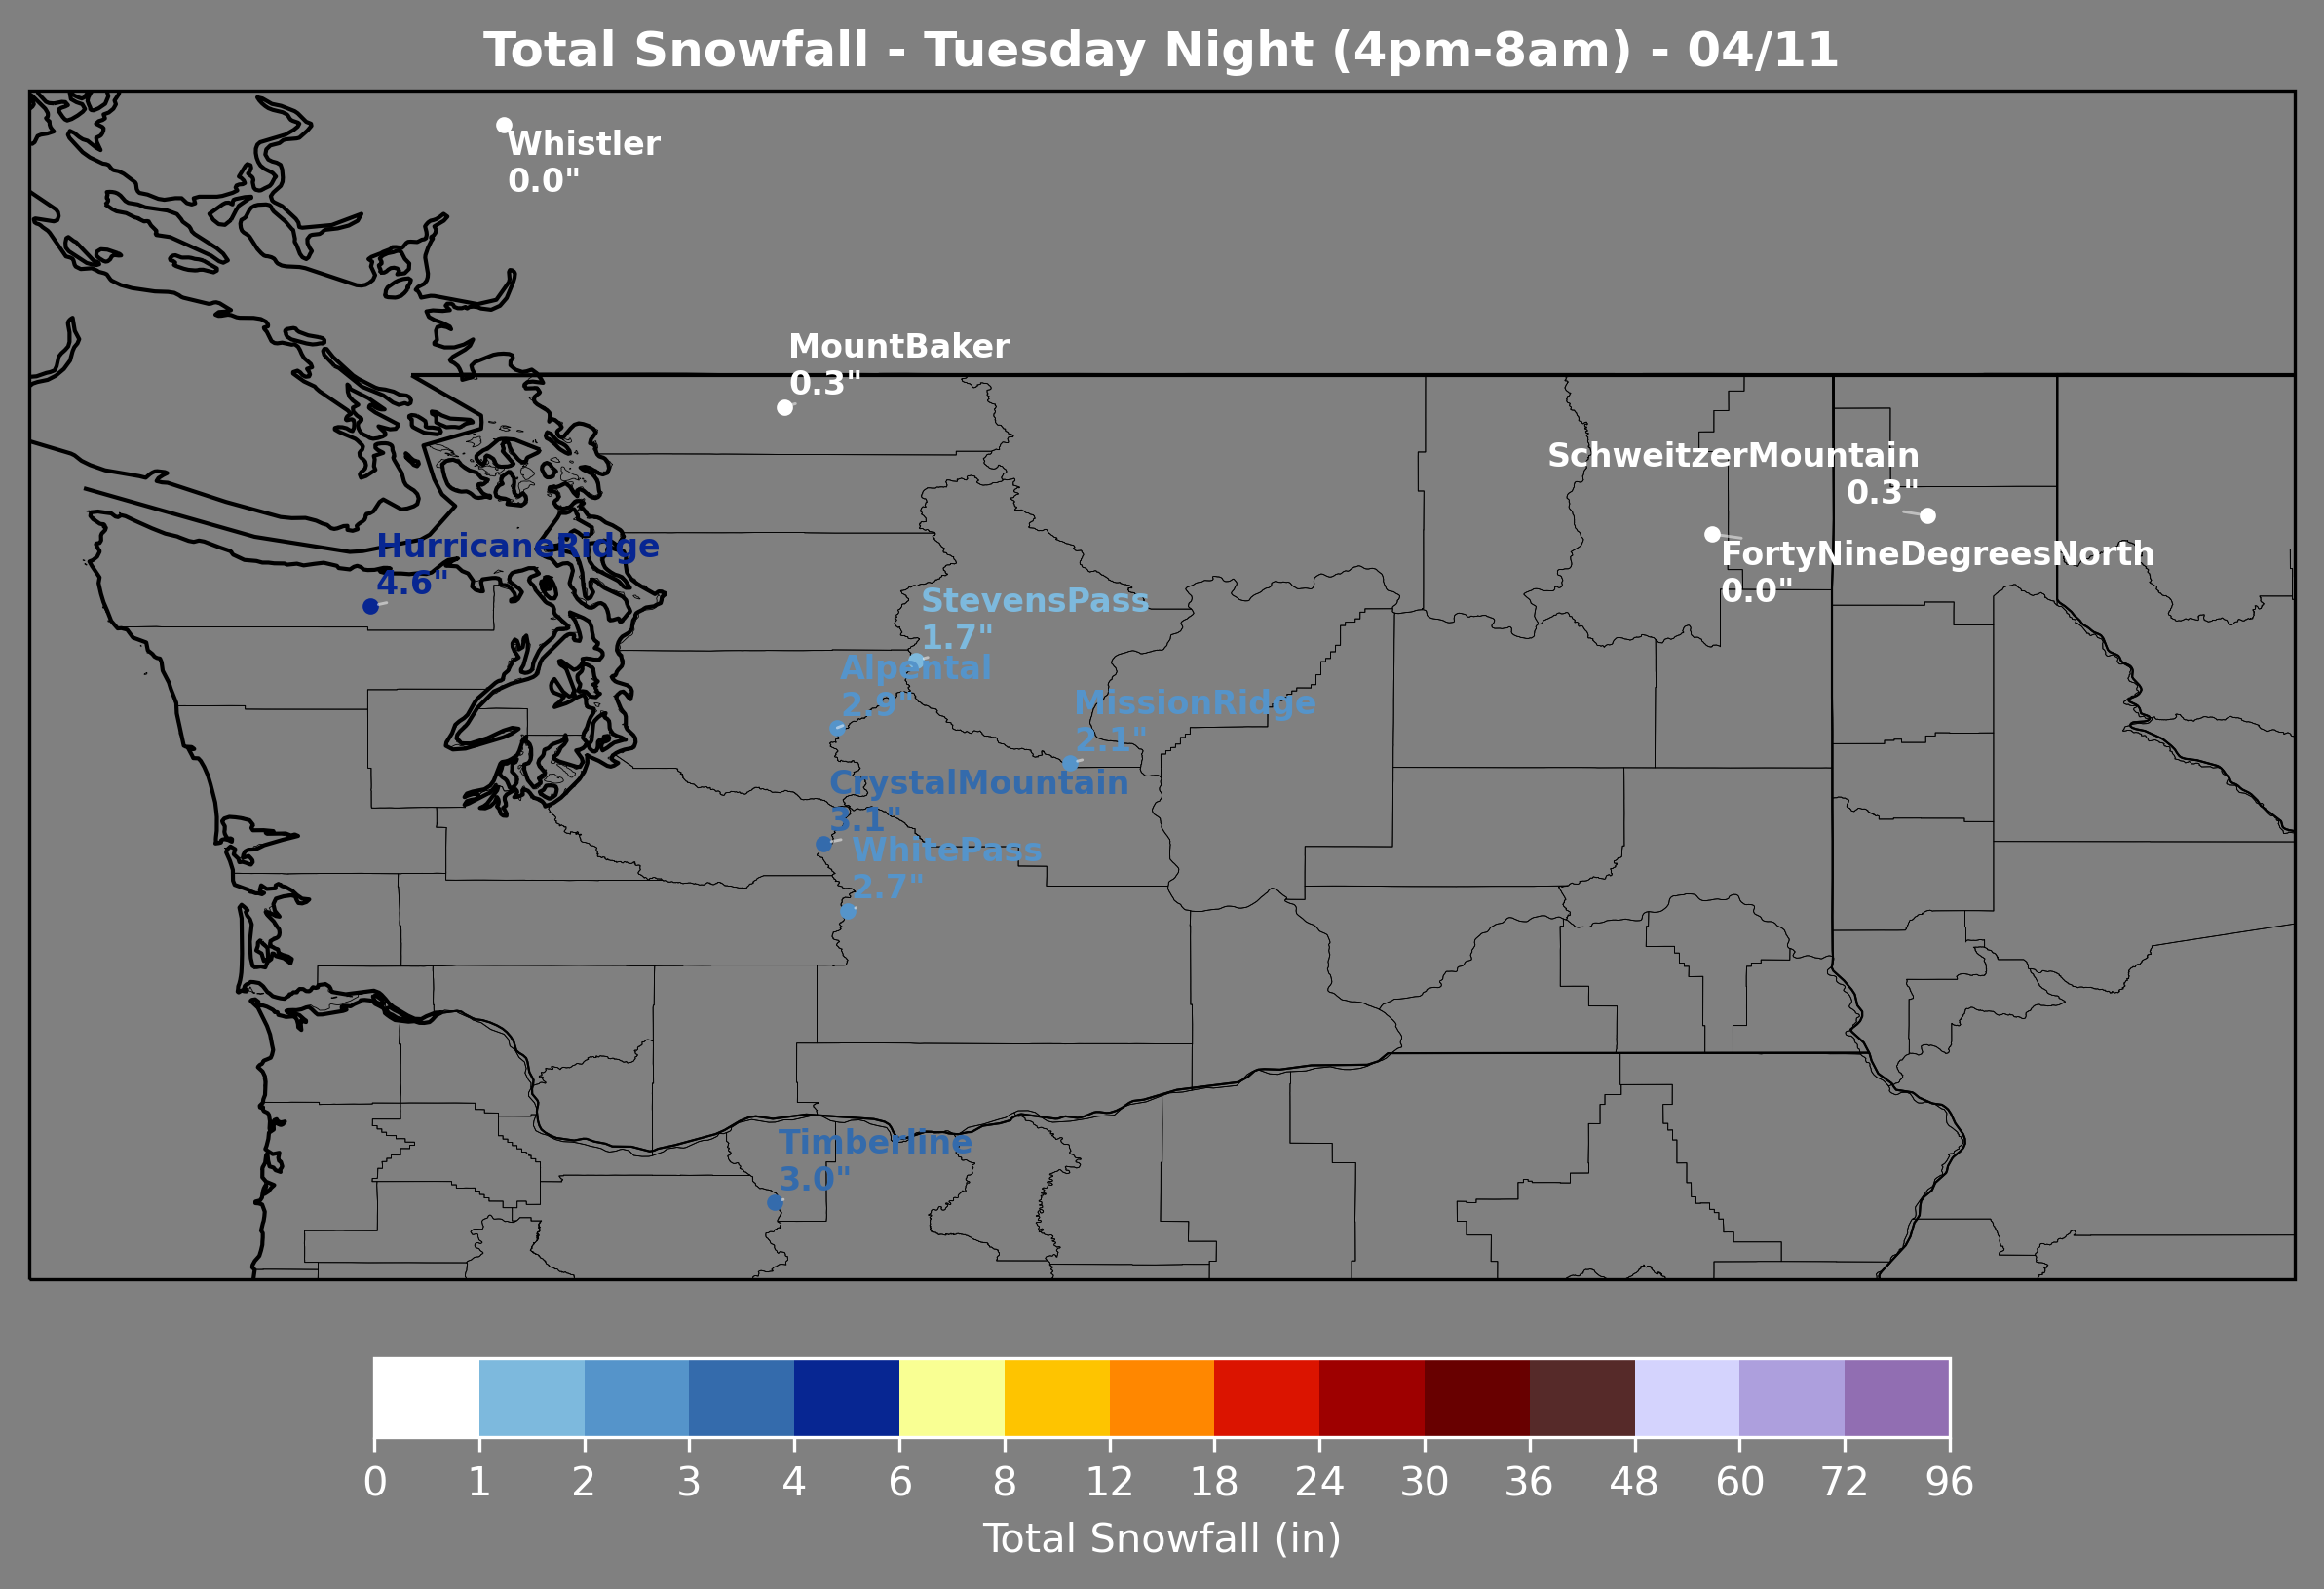 Total Snowfall - Tuesday Night (4pm-8am) - 04/11
Whistler
0.0"
MountBaker
0.3"
SchweitzerMountain
0.3"
FortyNineDegreesNorth
0.0"
HurricaneRidge
4.6"
StevensPass
1.7"
Alpental
2.9"
MissionRidge
2.1"
CrystalMountain
3.1"
WhitePass
2.7"
Timberline
3.0"
0 1 2 3 4 6 8 12 18 24 30 36 48 60 72 96
Total Snowfall (in)